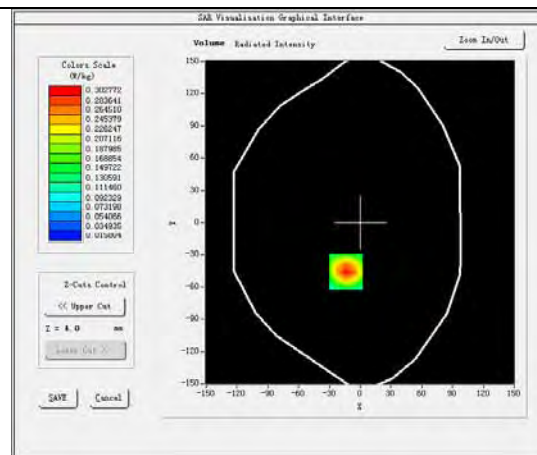 SAR Visualisation Graphical Interface
Volume Radiated Intensity
Zoom In/Out
Colors Scale
(W/kg)
0.302772
0.283641
0.264510
0.245379
0.226247
0.207116
0.187985
0.168854
0.149722
0.130591
0.111460
0.092329
0.073198
0.054066
0.034935
0.015804
Z-Cuts Control
<< Upper Cut
Z = 4.0 mm
Lower Cut >>
SAVE Cancel
150
120
90
60
30
0
-30
-60
-90
-120
-150
Y
-150 -120 -90 -60 -30 0 30 60 90 120 150
X